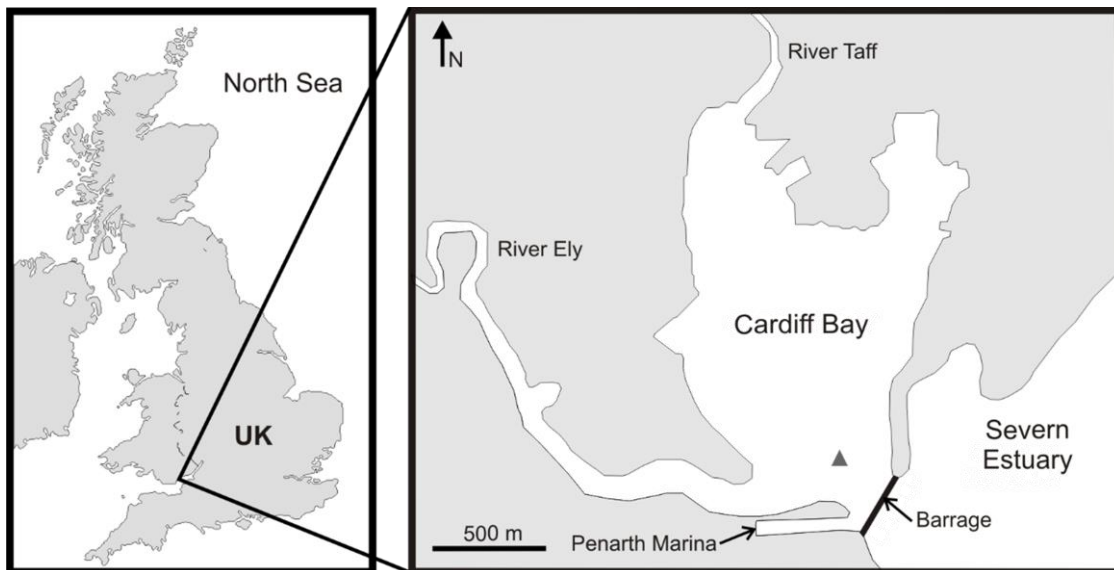 North Sea
UK
N
River Taff
River Ely
Cardiff Bay
Severn
Estuary
Barrage
Penarth Marina
500 m